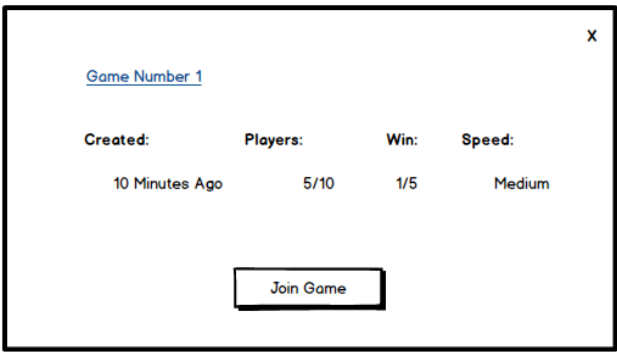 X
Game Number 1
Created: Players: Win: Speed:
10 Minutes Ago 5/10 1/5 Medium
Join Game